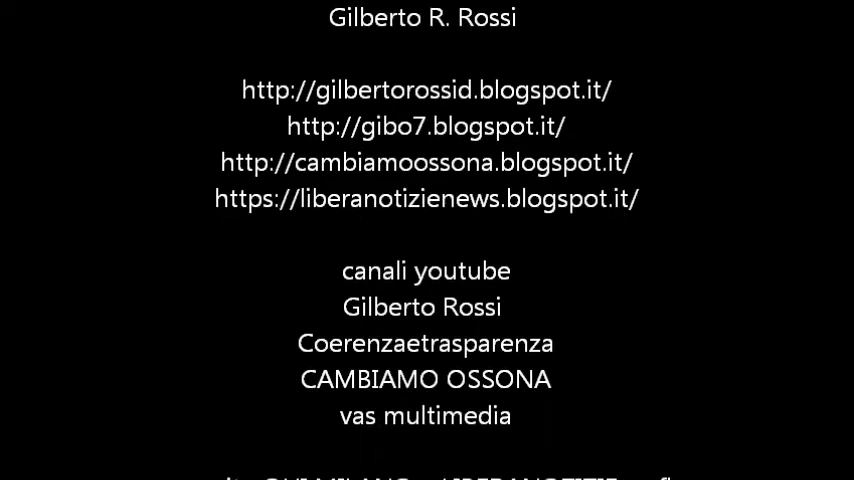 Gilberto R. Rossi
http://gilbertorossid.blogspot.it/
http://gibo7.blogspot.it/
http://cambiamoossona.blogspot.it/
https://liberanotizienews.blogspot.it/
canali youtube
Gilberto Rossi
Coerenzaetrasparenza
CAMBIAMO OSSONA
vas multimedia